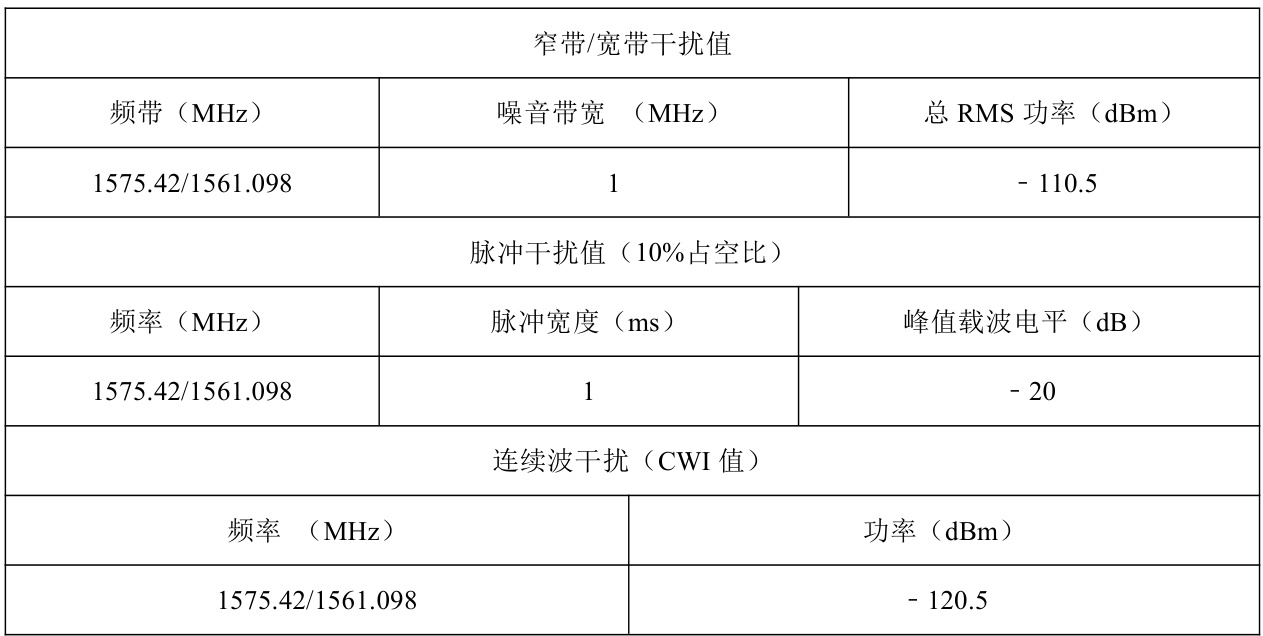 窄带/宽带干扰值
频带（MHz） 噪音带宽 （MHz） 总 RMS 功率（dBm）
1575.42/1561.098 1 ﹣110.5
脉冲干扰值（10%占空比）
频率（MHz） 脉冲宽度（ms） 峰值载波电平（dB）
1575.42/1561.098 1 ﹣20
连续波干扰（CWI 值）
频率 （MHz） 功率（dBm）
1575.42/1561.098 ﹣120.5